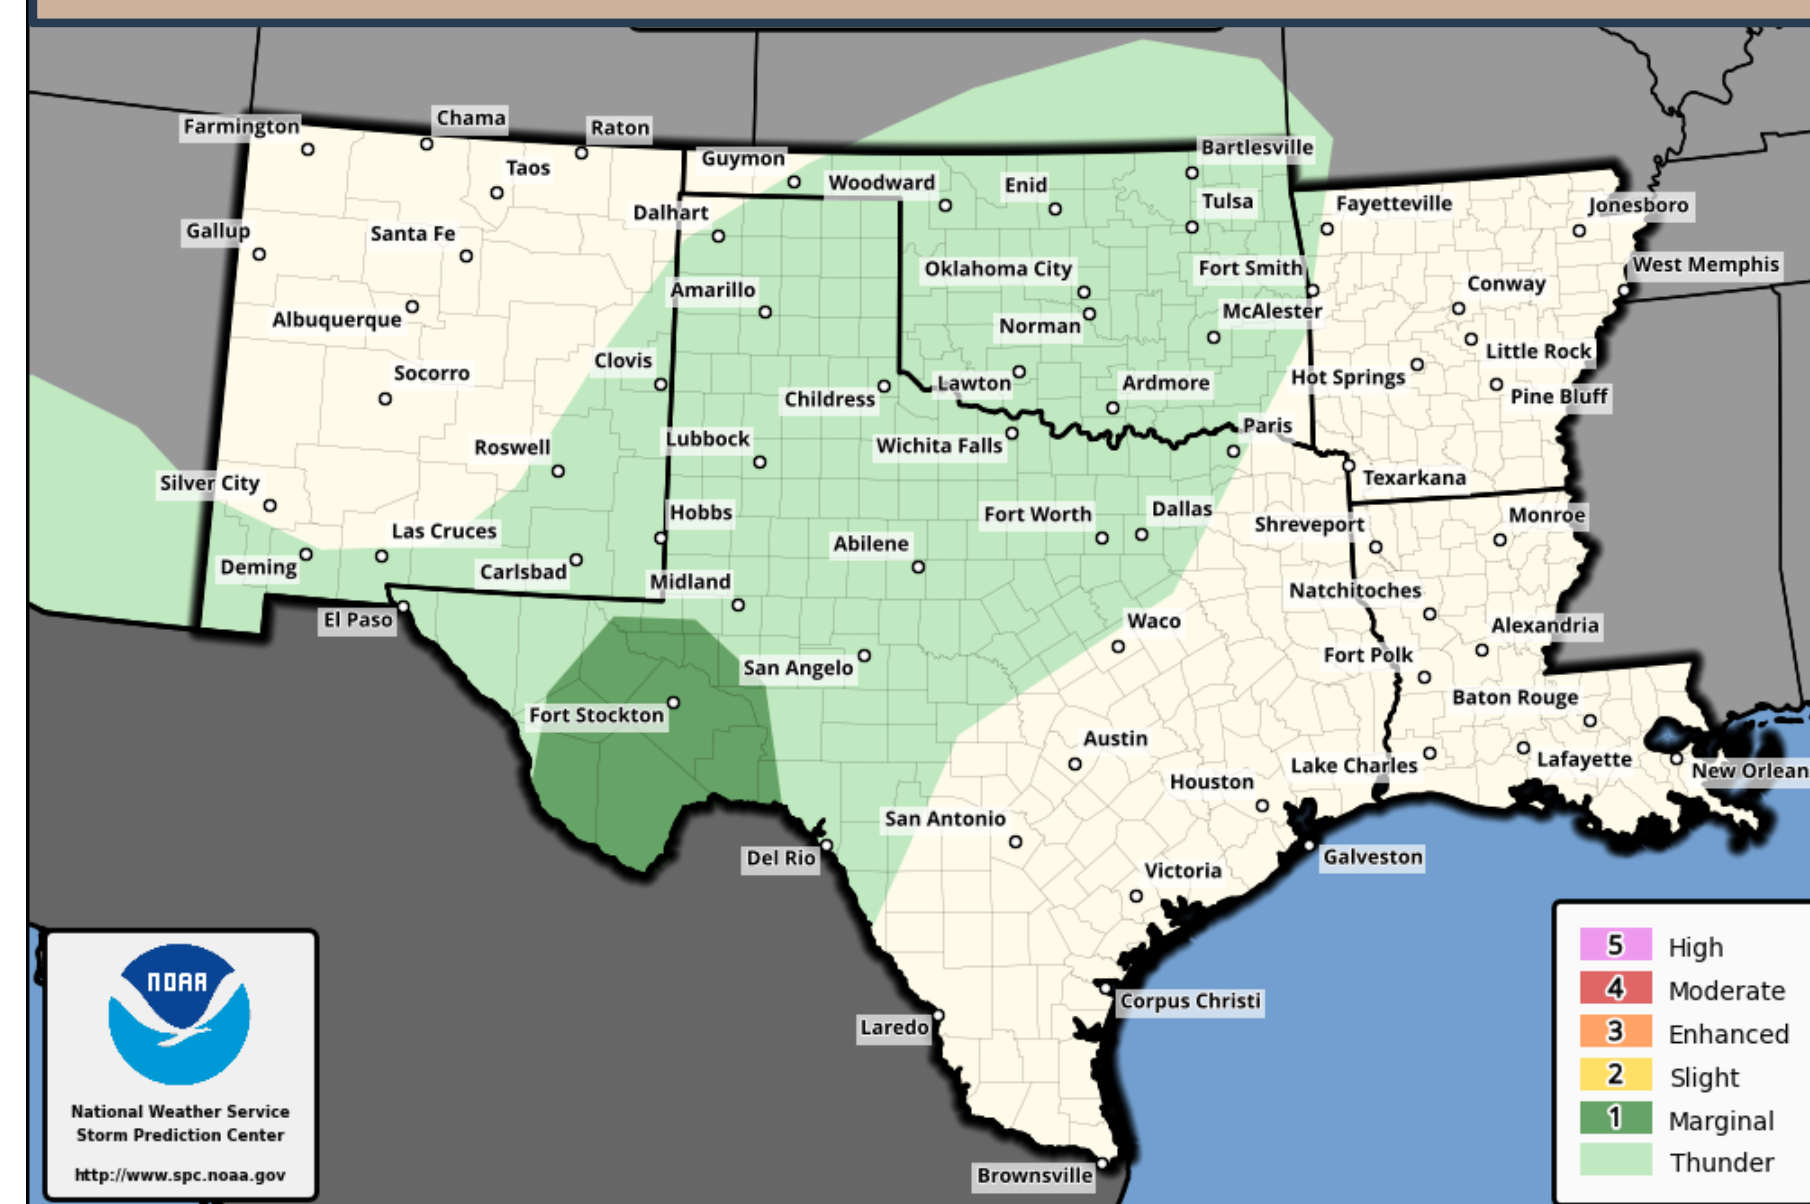 Farmington
Chama
Raton
Taos
Guymon
Bartlesville
Woodward
Enid
Tulsa
Fayetteville
Jonesboro
Gallup
Santa Fe
Dalhart
Oklahoma City
Fort Smith
West Memphis
Conway
Albuquerque
Amarillo
Norman
McAlester
Little Rock
Socorro
Clovis
Childress
Lawton
Ardmore
Hot Springs
Pine Bluff
Roswell
Lubbock
Wichita Falls
Paris
Texarkana
Silver City
Las Cruces
Hobbs
Fort Worth
Dallas
Shreveport
Monroe
Deming
Carlsbad
Midland
Abilene
Natchitoches
El Paso
Waco
Alexandria
San Angelo
Fort Polk
Fort Stockton
Baton Rouge
Austin
Houston
Lake Charles
Lafayette
New Orlean
San Antonio
Del Rio
Galveston
Victoria
Corpus Christi
Laredo
Brownsville
NOAA
National Weather Service
Storm Prediction Center
http://www.spc.noaa.gov
5 High
4 Moderate
3 Enhanced
2 Slight
1 Marginal
Thunder